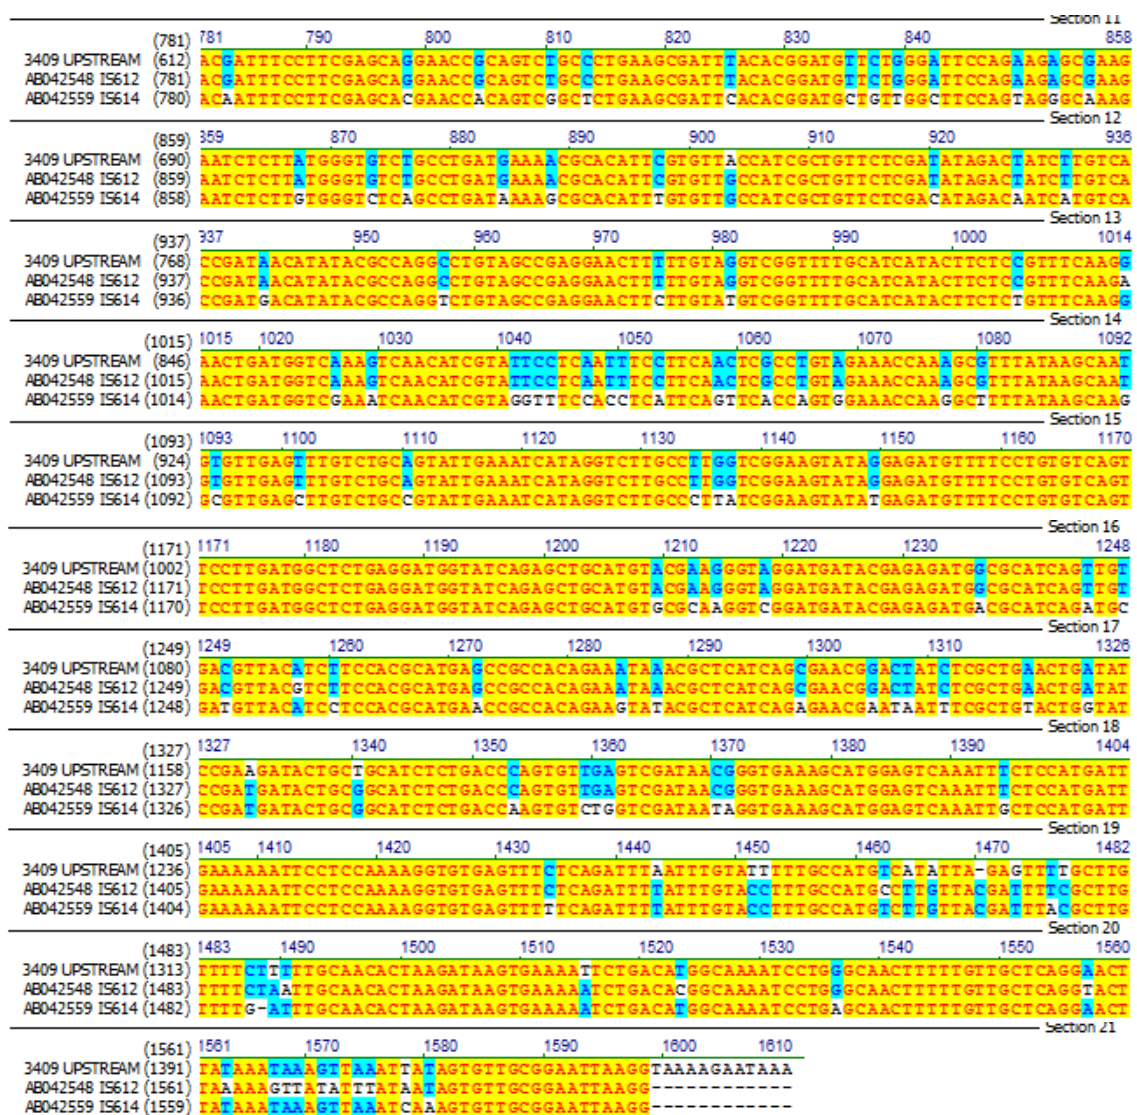 Section 11
(781) 781 790 800 810 820 830 840 858
3409 UPSTREAM (612) ACGATTTCCTTCGAGCAGGAACCGCAGTCTGCCCTGAAGCGATTTACACGGATGTTCTGGGATTCCAGAAGAGCGAAG
AB042548 IS612 (781) ACGATTTCCTTCGAGCAGGAACCGCAGTCTGCCCTGAAGCGATTTACACGGATGTTCTGGGATTCCAGAAGAGCGAAG
AB042559 IS614 (780) ACAATTTCCTTCGAGCACGAACCACAGTCGGCTCTGAAGCGATTCACACGGATGCTGTTGGCTTCCAGTAGGGCAAAG
Section 12
(859) 859 870 880 890 900 910 920 936
3409 UPSTREAM (690) AATCTCTTATGGGTGTCTGCCTGATGAAAACGCACATTCGTGTTACCATCGCTGTTCTCGATATAGACTATCTTGTCA
AB042548 IS612 (859) AATCTCTTATGGGTGTCTGCCTGATGAAAACGCACATTCGTGTTGCCATCGCTGTTCTCGATATAGACTATCTTGTCA
AB042559 IS614 (858) AATCTCTTGTGGGTCTCAGCCTGATAAAAGCGCACATTTGTGTTGCCATCGCTGTTCTCGACATAGACAATCATGTCA
Section 13
(937) 937 950 960 970 980 990 1000 1014
3409 UPSTREAM (768) CCGATAACATATACGCCAGGCCTGTAGCCGAGGAACTTTTTGTAGGTCGGTTTTGCATCATACTTCTCCGTTTCAAGG
AB042548 IS612 (937) CCGATAACATATACGCCAGGCCTGTAGCCGAGGAACTTTTTGTAGGTCGGTTTTGCATCATACTTCTCCGTTTCAAGA
AB042559 IS614 (936) CCGATGACATATACGCCAGGTCTGTAGCCGAGGAACTTCTTGTATGTCGGTTTTGCATCATACTTCTCTGTTTCAAGG
Section 14
(1015) 1015 1020 1030 1040 1050 1060 1070 1080 1092
3409 UPSTREAM (846) AACTGATGGTCAAAGTCAACATCGTATTCCTCAATTTCCTTCAACTCGCCTGTAGAAACCAAAGCGTTTATAAGCAAT
AB042548 IS612 (1015) AACTGATGGTCAAAGTCAACATCGTATTCCTCAATTTCCTTCAACTCGCCTGTAGAAACCAAAGCGTTTATAAGCAAT
AB042559 IS614 (1014) AACTGATGGTCGAAATCAACATCGTAGGTTTCCACCTCATTCAGTTCACCAGTGGAAACCAAGGCTTTTATAAGCAAG
Section 15
(1093) 1093 1100 1110 1120 1130 1140 1150 1160 1170
3409 UPSTREAM (924) GTGTTGAGTTTGTCTGCAGTATTGAAATCATAGGTCTTGCCTTGGTCGGAAGTATAGGAGATGTTTTCCTGTGTCAGT
AB042548 IS612 (1093) GTGTTGAGTTTGTCTGCAGTATTGAAATCATAGGTCTTGCCTTGGTCGGAAGTATAGGAGATGTTTTCCTGTGTCAGT
AB042559 IS614 (1092) GCGTTGAGCTTGTCTGCCGTATTGAAATCATAGGTCTTGCCCTTATCGGAAGTATATGAGATGTTTTCCTGTGTCAGT
Section 16
(1171) 1171 1180 1190 1200 1210 1220 1230 1248
3409 UPSTREAM (1002) TCCTTGATGGCTCTGAGGATGGTATCAGAGCTGCATGTACGAAGGGTAGGATGATACGAGAGATGGCGCATCAGTTGT
AB042548 IS612 (1171) TCCTTGATGGCTCTGAGGATGGTATCAGAGCTGCATGTACGAAGGGTAGGATGATACGAGAGATGGCGCATCAGTTGT
AB042559 IS614 (1170) TCCTTGATGGCTCTGAGGATGGTATCAGAGCTGCATGTGCGCAAGGTCGGATGATACGAGAGATGACGCATCAGATGC
Section 17
(1249) 1249 1260 1270 1280 1290 1300 1310 1326
3409 UPSTREAM (1080) GACGTTACATCTTCCACGCATGAGCCGCCACAGAAATAAACGCTCATCAGCGAACGGACTATCTCGCTGAACTGATAT
AB042548 IS612 (1249) GACGTTACGTCTTCCACGCATGAGCCGCCACAGAAATAAACGCTCATCAGCGAACGGACTATCTCGCTGAACTGATAT
AB042559 IS614 (1248) GATGTTACATCCTCCACGCATGAACCGCCACAGAAGTATACGCTCATCAGAGAACGAATAATTTCGCTGTACTGGTAT
Section 18
(1327) 1327 1340 1350 1360 1370 1380 1390 1404
3409 UPSTREAM (1158) CCGAAGATACTGCTGCATCTCTGACCCAGTGTTGAGTCGATAACGGGTGAAAGCATGGAGTCAAATTTCTCCATGATT
AB042548 IS612 (1327) CCGATGATACTGCGGCATCTCTGACCCAGTGTTGAGTCGATAACGGGTGAAAGCATGGAGTCAAATTTCTCCATGATT
AB042559 IS614 (1326) CCGATGATACTGCGGCATCTCTGACCAAGTGTCTGGTCGATAATAGGTGAAAGCATGGAGTCAAATTGCTCCATGATT
Section 19
(1405) 1405 1410 1420 1430 1440 1450 1460 1470 1482
3409 UPSTREAM (1236) GAAAAAATTCCTCCAAAAGGTGTGAGTTTCTCAGATTTAATTTGTATTTTTGCCATGTCATATTA-GAGTTTTGCTTG
AB042548 IS612 (1405) GAAAAAATTCCTCCAAAAGGTGTGAGTTTCTCAGATTTTATTTGTACCTTTGCCATGCCTTGTTACGATTTTCGCTTG
AB042559 IS614 (1404) GAAAAAATTCCTCCAAAAGGTGTGAGTTTTTCAGATTTTATTTGTACCTTTGCCATGTCTTGTTACGATTTACGCTTG
Section 20
(1483) 1483 1490 1500 1510 1520 1530 1540 1550 1560
3409 UPSTREAM (1313) TTTTCTTTTTGCAACACTAAGATAAGTGAAAAATTCTGACATGGCAAAATCCTGGGCAACTTTTTGTTGCTCAGGAACT
AB042548 IS612 (1483) TTTTCTAATTGCAACACTAAGATAAGTGAAAAATCTGACACGGCAAAATCCTGGGCAACTTTTTGTTGCTCAGGTACT
AB042559 IS614 (1482) TTTTG-ATTTGCAACACTAAGATAAGTGAAAAATCTGACATGGCAAAATCCTGAGCAACTTTTTGTTGCTCAGGAACT
Section 21
(1561) 1561 1570 1580 1590 1600 1610
3409 UPSTREAM (1391) TATAAATAAAGTTAAATTATAGTGTTGCGGAATTAAGGTAAAAGAATAAA
AB042548 IS612 (1561) TAAAAAGTTATATTTATAATAGTGTTGCGGAATTAAGG------------
AB042559 IS614 (1559) TATAAATAAAGTTAAATCAAAGTGTTGCGGAATTAAGG------------